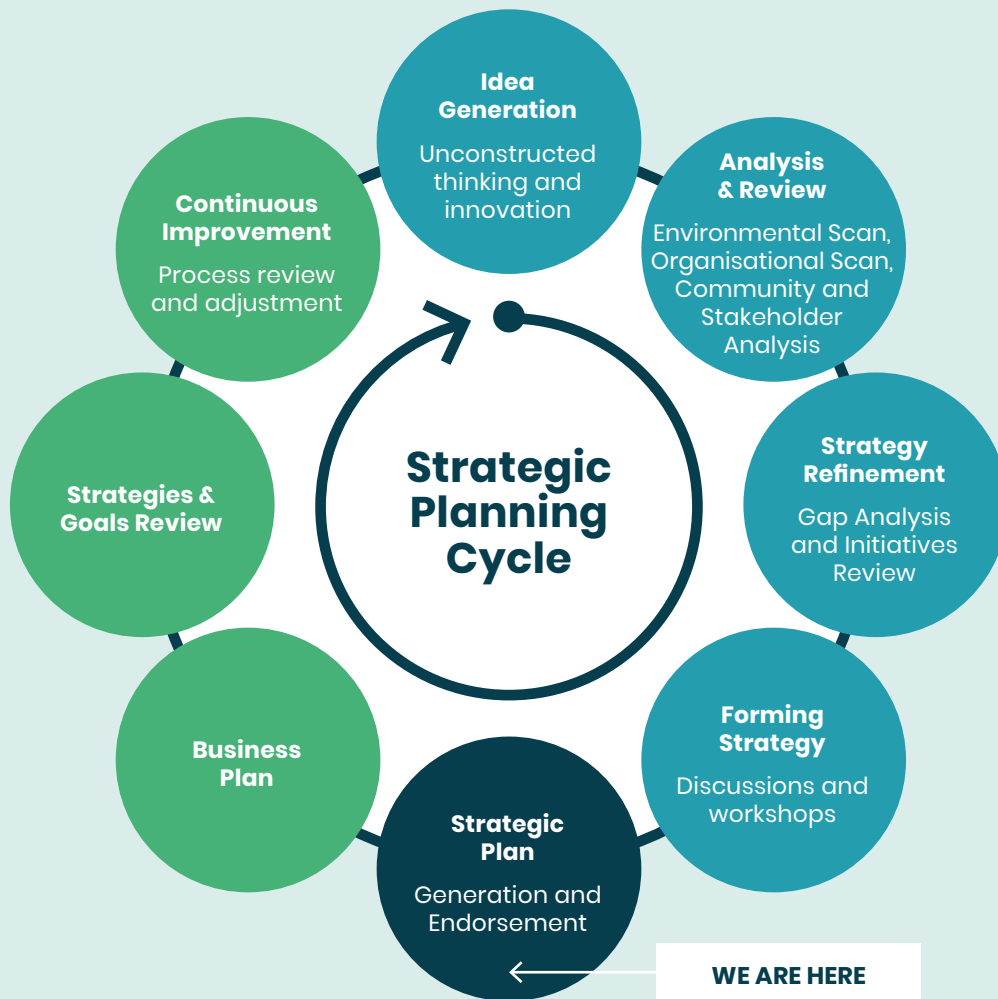 Idea
Generation
Unconstructed
thinking and
innovation
Analysis
& Review
Environmental Scan,
Organisational Scan,
Community and
Stakeholder
Analysis
Strategy
Refinement
Gap Analysis
and Initiatives
Review
Forming
Strategy
Discussions and
workshops
Strategic
Plan
Generation and
Endorsement
WE ARE HERE
Business
Plan
Strategies &
Goals Review
Continuous
Improvement
Process review
and adjustment
Strategic
Planning
Cycle